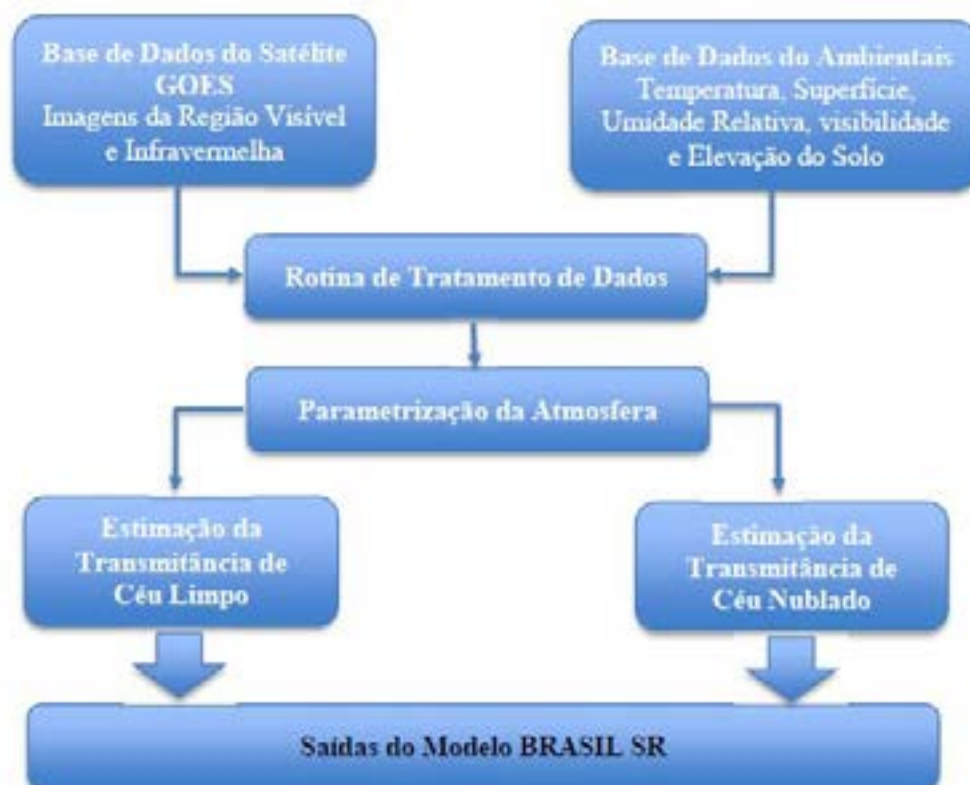 Base de Dados do Satélite
GOES
Imagens da Região Visível
e Infravermelha
Base de Dados do Ambientais
Temperatura, Superfície,
Umidade Relativa, visibilidade
e Elevação do Solo
Rotina de Tratamento de Dados
Parametrização da Atmosfera
Estimação da
Transmitância de
Céu Limpo
Estimação da
Transmitância de
Céu Nublado
Saídas do Modelo BRASIL SR